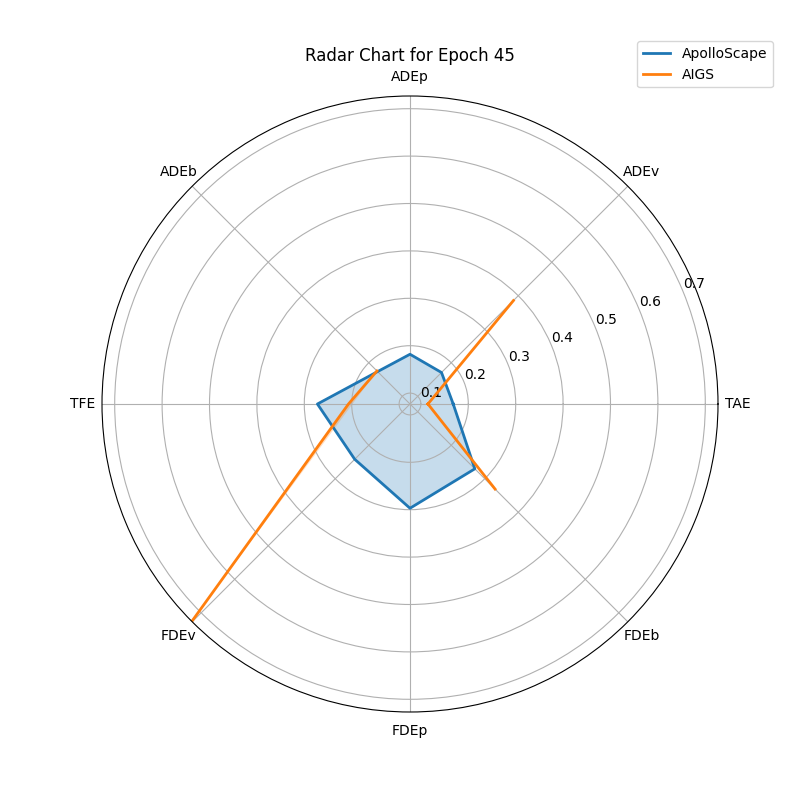 Radar Chart for Epoch 45
ApolloScape
AIGS
ADEp
ADEb
ADEv
0.7
0.6
0.5
0.4
0.3
0.2
0.1
TFE
TAE
FDEv
FDEb
FDEp